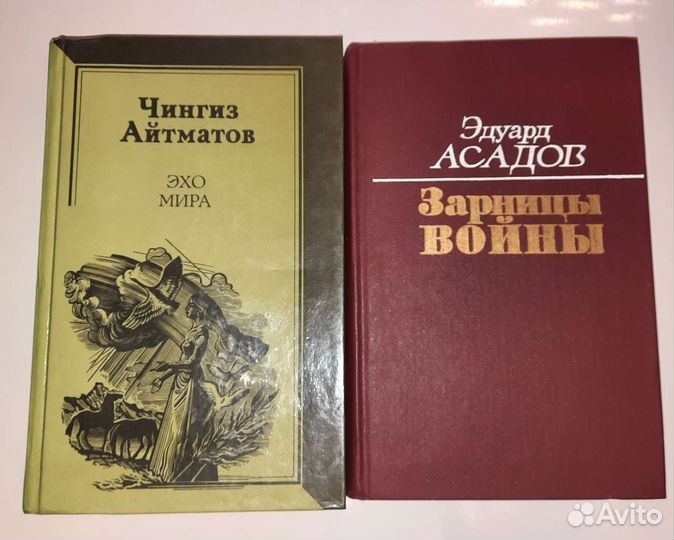 Чингиз
Айтматов
ЭХО
МИРА
Эдуард
АСАДОВ
Зарницы
ВОЙНЫ
Avito